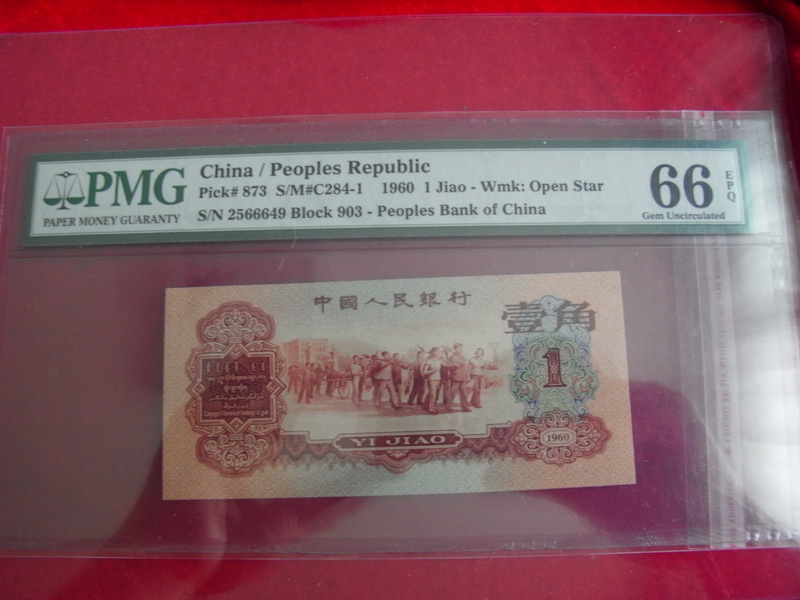 PMG
PAPER MONEY GUARANTY
China / Peoples Republic
Pick# 873 S/M#C284-1 1960 1 Jiao - Wmk: Open Star
S/N 2566649 Block 903 - Peoples Bank of China
66
EPQ
Gem Uncirculated
中國人民銀行
壹角
1
YI JIAO
1960